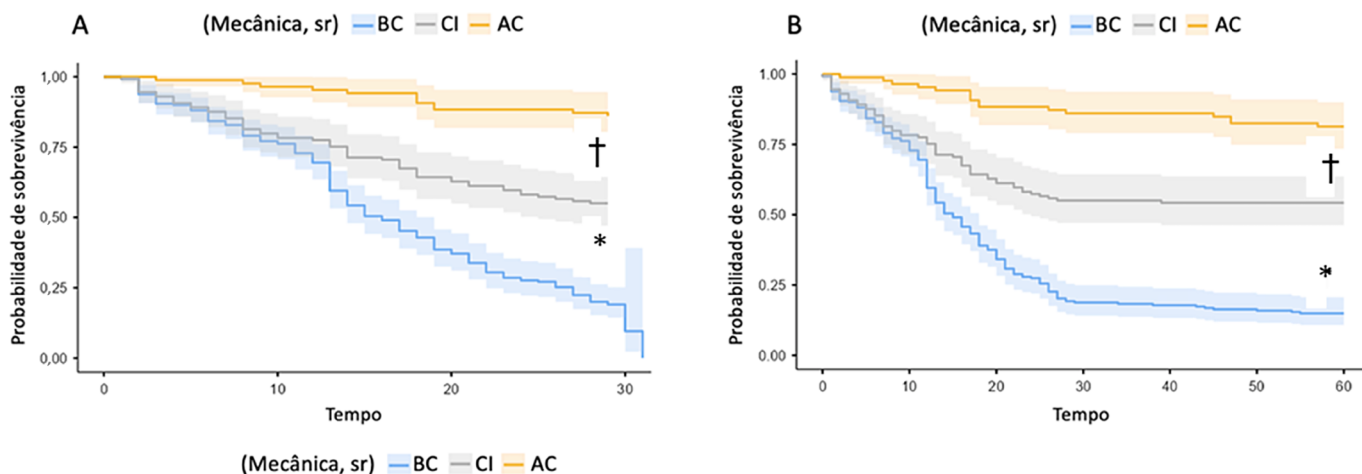 A (Mecânica, sr) BC CI AC
Probabilidade de sobrevivência
1,00
0,75
0,50
0,25
0,00
†
*
0 10 20 30
Tempo
B (Mecânica, sr) BC CI AC
Probabilidade de sobrevivência
1.00
0.75
0.50
0.25
0.00
†
*
0 10 20 30 40 50 60
Tempo
(Mecânica, sr) BC CI AC